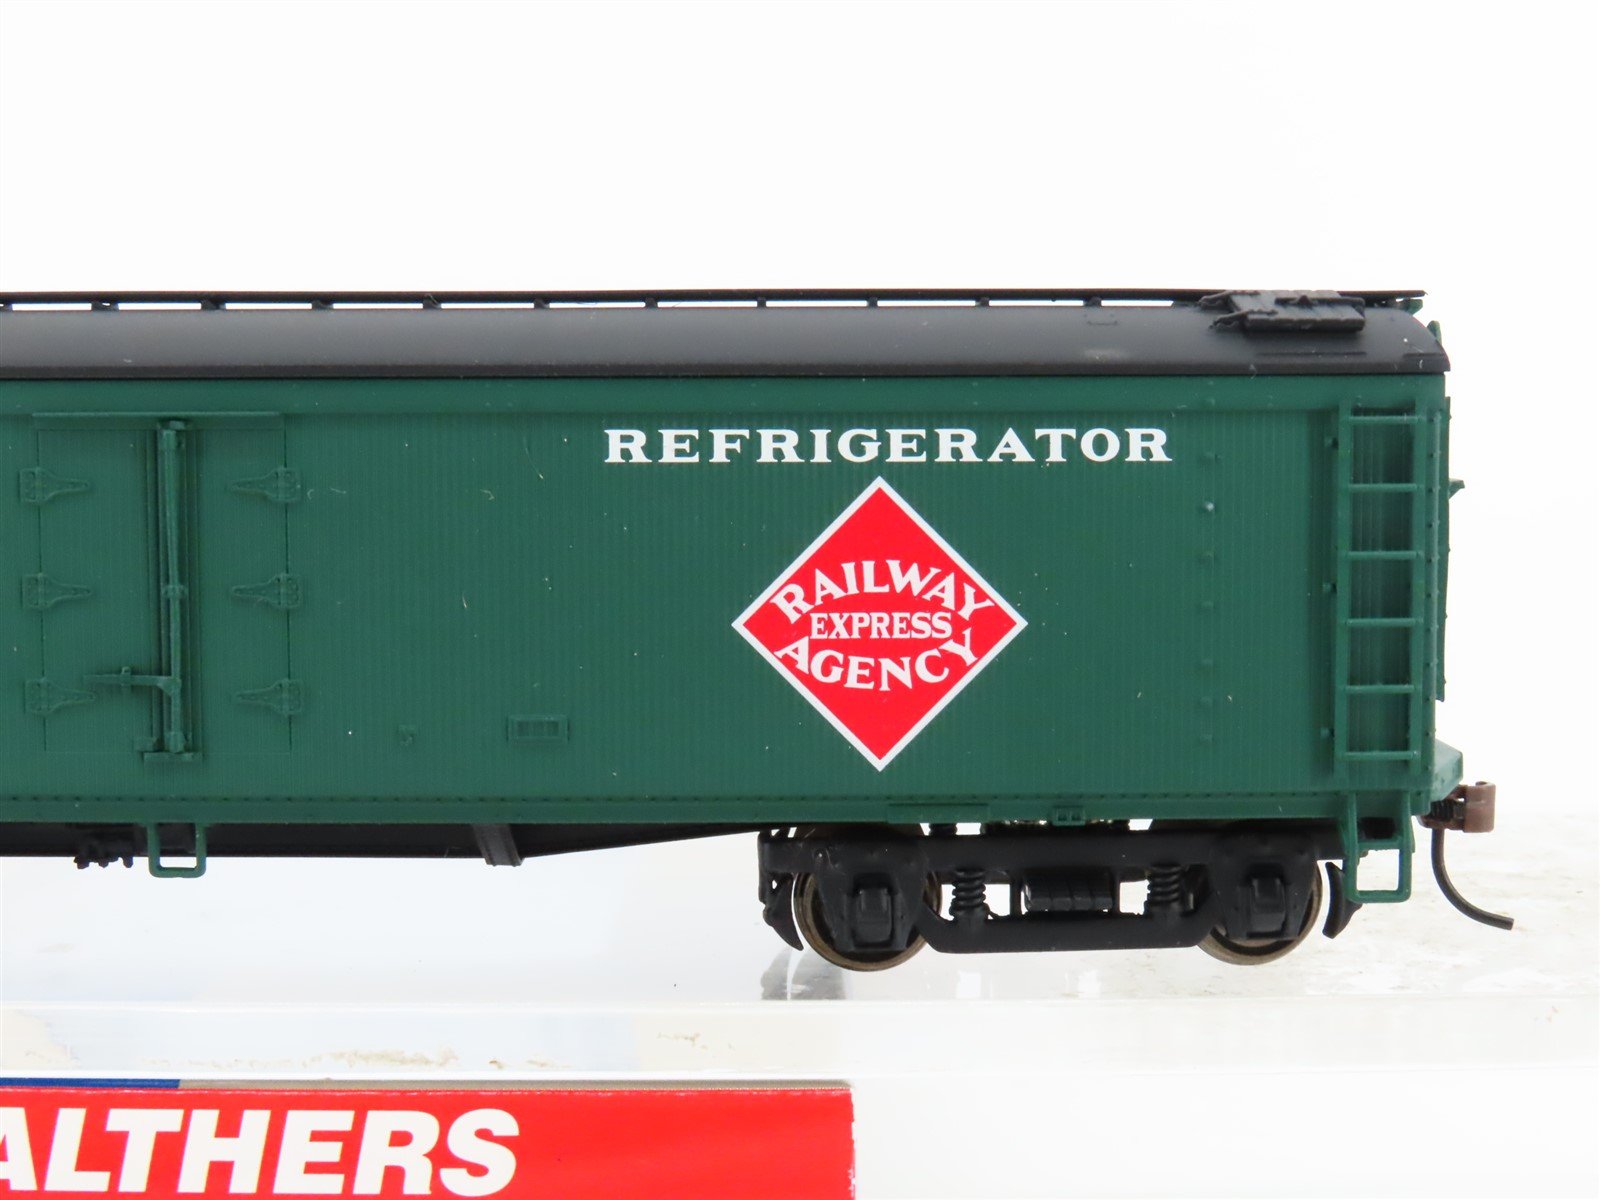 REFRIGERATOR
RAILWAY
EXPRESS
AGENCY
ALTHERS